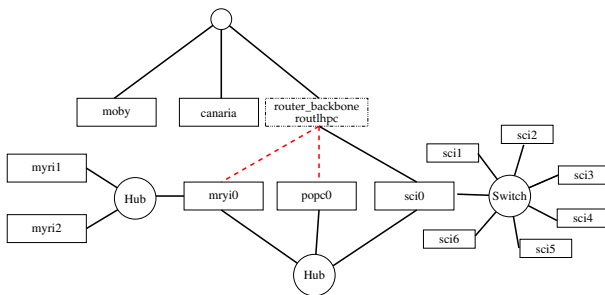 moby
canaria
router_backbone
routlhpc
sci2
sci1
myri1
sci3
Hub
mryi0
popc0
sci0
Switch
myri2
sci4
sci6
sci5
Hub